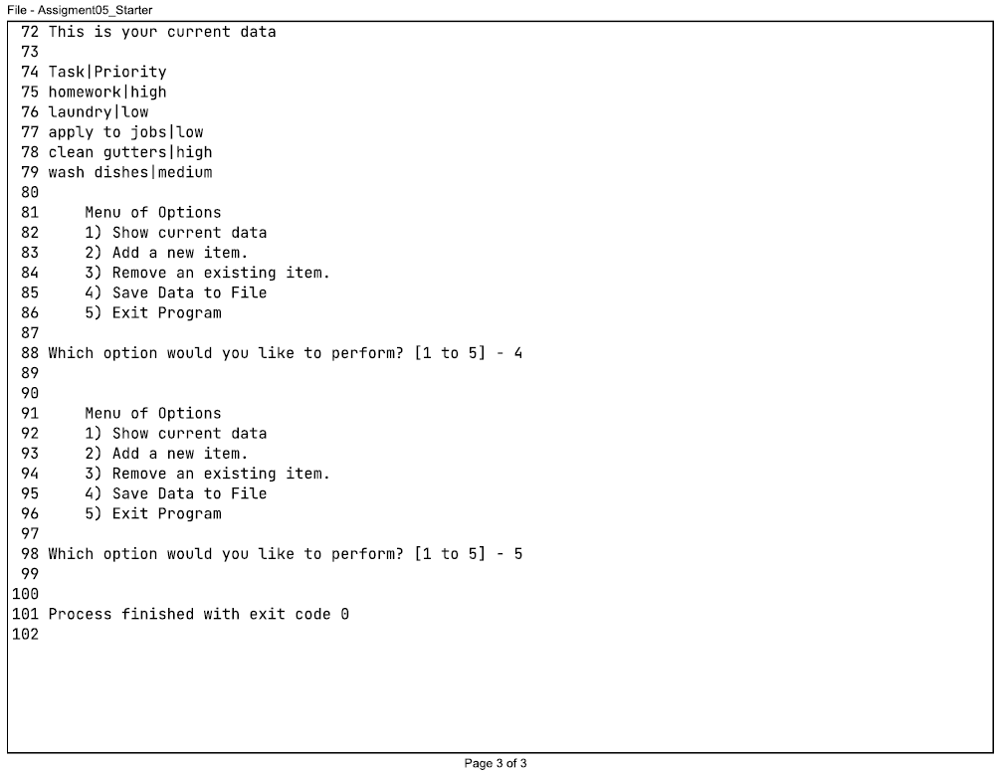 File - Assigment05_Starter
72 This is your current data
73
74 Task|Priority
75 homework|high
76 laundry|low
77 apply to jobs|low
78 clean gutters|high
79 wash dishes|medium
80
81     Menu of Options
82     1) Show current data
83     2) Add a new item.
84     3) Remove an existing item.
85     4) Save Data to File
86     5) Exit Program
87
88 Which option would you like to perform? [1 to 5] - 4
89
90
91     Menu of Options
92     1) Show current data
93     2) Add a new item.
94     3) Remove an existing item.
95     4) Save Data to File
96     5) Exit Program
97
98 Which option would you like to perform? [1 to 5] - 5
99
100
101 Process finished with exit code 0
102
Page 3 of 3